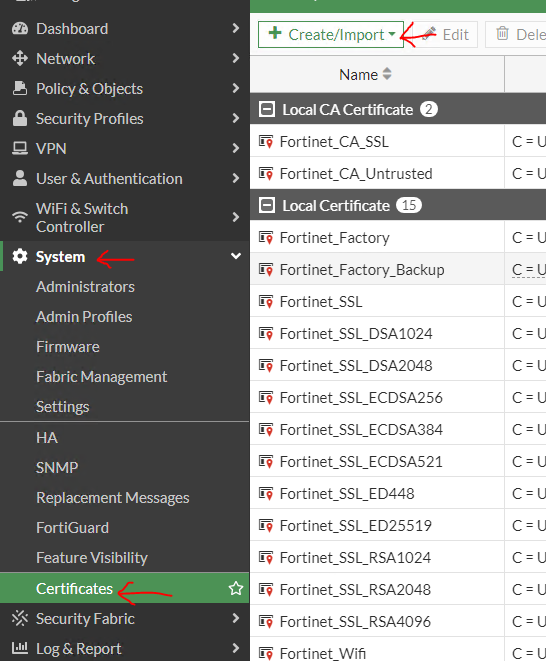 Dashboard
Network
Policy & Objects
Security Profiles
VPN
User & Authentication
WiFi & Switch
Controller
System
Administrators
Admin Profiles
Firmware
Fabric Management
Settings
HA
SNMP
Replacement Messages
FortiGuard
Feature Visibility
Certificates
Security Fabric
Log & Report
Create/Import
Edit
Dele
Name
Local CA Certificate 2
Fortinet_CA_SSL C = U
Fortinet_CA_Untrusted C = U
Local Certificate 15
Fortinet_Factory C = U
Fortinet_Factory_Backup C = U
Fortinet_SSL C = U
Fortinet_SSL_DSA1024 C = U
Fortinet_SSL_DSA2048 C = U
Fortinet_SSL_ECDSA256 C = U
Fortinet_SSL_ECDSA384 C = U
Fortinet_SSL_ECDSA521 C = U
Fortinet_SSL_ED448 C = U
Fortinet_SSL_ED25519 C = U
Fortinet_SSL_RSA1024 C = U
Fortinet_SSL_RSA2048 C = U
Fortinet_SSL_RSA4096 C = U
Fortinet_Wifi C = U